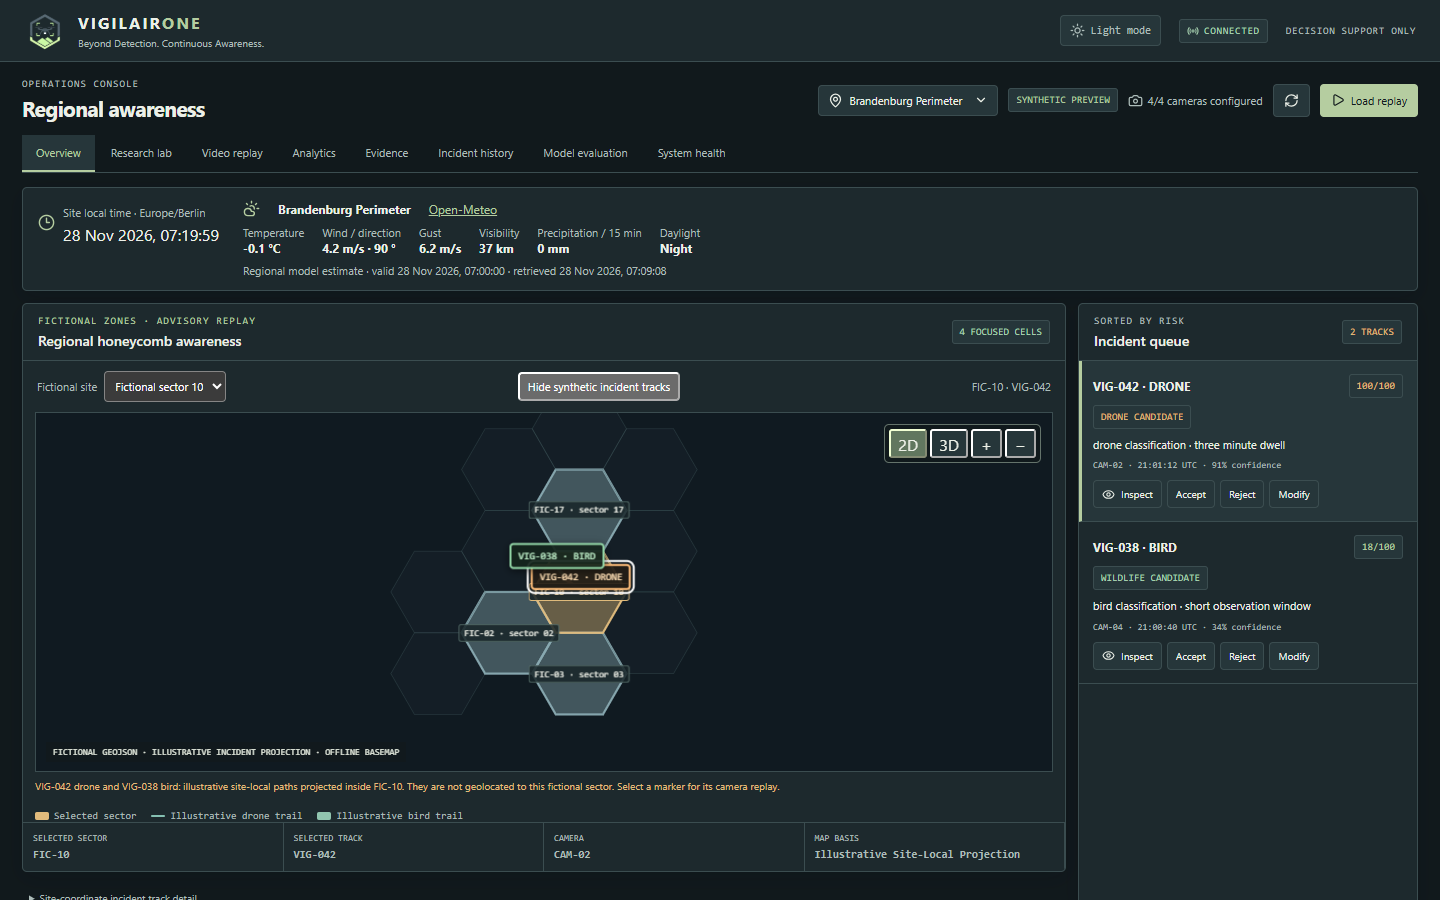 VIGILAIRONE
Beyond Detection. Continuous Awareness.
Light mode
CONNECTED
DECISION SUPPORT ONLY
OPERATIONS CONSOLE
Regional awareness
Brandenburg Perimeter
SYNTHETIC PREVIEW
4/4 cameras configured
Load replay
Overview
Research lab
Video replay
Analytics
Evidence
Incident history
Model evaluation
System health
Site local time · Europe/Berlin
28 Nov 2026, 07:19:59
Brandenburg Perimeter
Open-Meteo
Temperature
-0.1 °C
Wind / direction
4.2 m/s · 90 °
Gust
6.2 m/s
Visibility
37 km
Precipitation / 15 min
0 mm
Daylight
Night
Regional model estimate · valid 28 Nov 2026, 07:00:00 · retrieved 28 Nov 2026, 07:09:08
FICTIONAL ZONES · ADVISORY REPLAY
Regional honeycomb awareness
4 FOCUSED CELLS
Fictional site
Fictional sector 10
Hide synthetic incident tracks
FIC-10 · VIG-042
2D
3D
+
−
FIC-17 · sector 17
VIG-038 · BIRD
VIG-042 · DRONE
FIC-02 · sector 02
FIC-03 · sector 03
FICTIONAL GEOJSON · ILLUSTRATIVE INCIDENT PROJECTION · OFFLINE BASEMAP
VIG-042 drone and VIG-038 bird: illustrative site-local paths projected inside FIC-10. They are not geolocated to this fictional sector. Select a marker for its camera replay.
Selected sector
Illustrative drone trail
Illustrative bird trail
SELECTED SECTOR
FIC-10
SELECTED TRACK
VIG-042
CAMERA
CAM-02
MAP BASIS
Illustrative Site-Local Projection
Site-coordinate incident track detail
SORTED BY RISK
Incident queue
2 TRACKS
VIG-042 · DRONE
100/100
DRONE CANDIDATE
drone classification · three minute dwell
CAM-02 · 21:01:12 UTC · 91% confidence
Inspect
Accept
Reject
Modify
VIG-038 · BIRD
18/100
WILDLIFE CANDIDATE
bird classification · short observation window
CAM-04 · 21:00:40 UTC · 34% confidence
Inspect
Accept
Reject
Modify